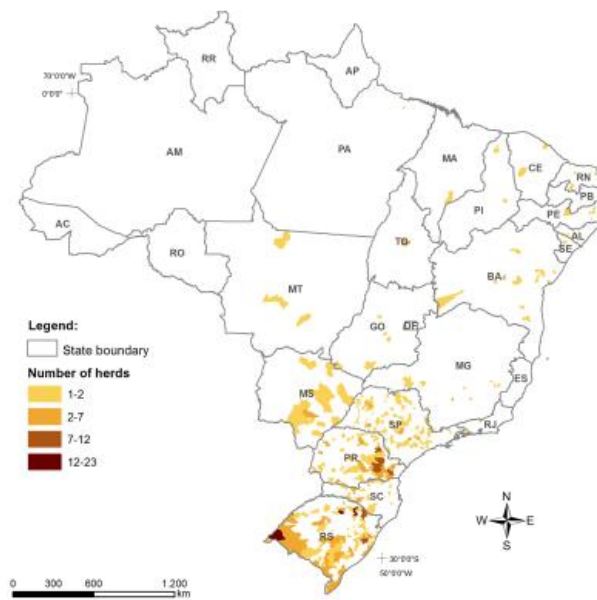 RR
AP
70°0'0"W
0°0'0"
AM
PA
MA
CE
RN
PB
PE
PI
AL
SE
AC
RO
TO
BA
MT
GO
DF
MG
ES
MS
SP
RJ
PR
SC
RS
Legend:
State boundary
Number of herds
1-2
2-7
7-12
12-23
N
W E
S
30°0'0"S
50°0'0"W
0 300 600 1.200
km